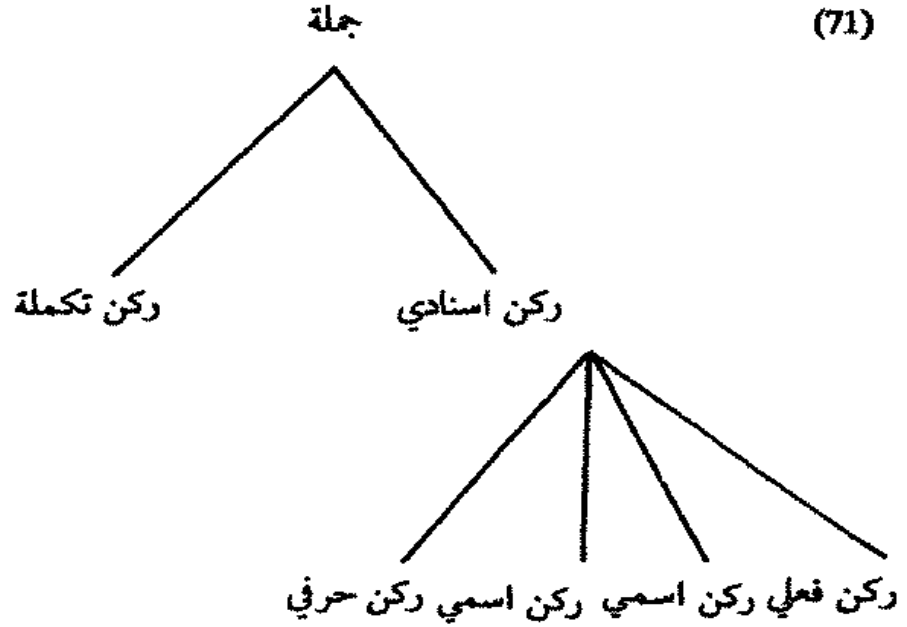 (71) جملة
ركن اسنادي ركن تكملة
ركن فعلي ركن اسمي ركن اسمي ركن حرفي